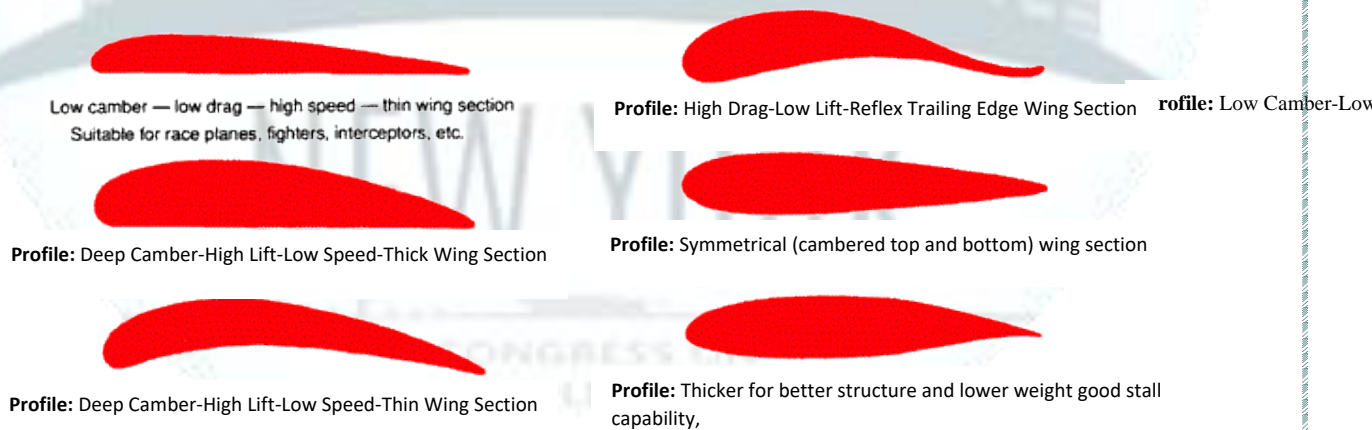 Low camber — low drag — high speed — thin wing section
Suitable for race planes, fighters, interceptors, etc.
Profile: High Drag-Low Lift-Reflex Trailing Edge Wing Section
rofile: Low Camber-Low
Profile: Deep Camber-High Lift-Low Speed-Thick Wing Section
Profile: Symmetrical (cambered top and bottom) wing section
Profile: Deep Camber-High Lift-Low Speed-Thin Wing Section
Profile: Thicker for better structure and lower weight good stall
capability,